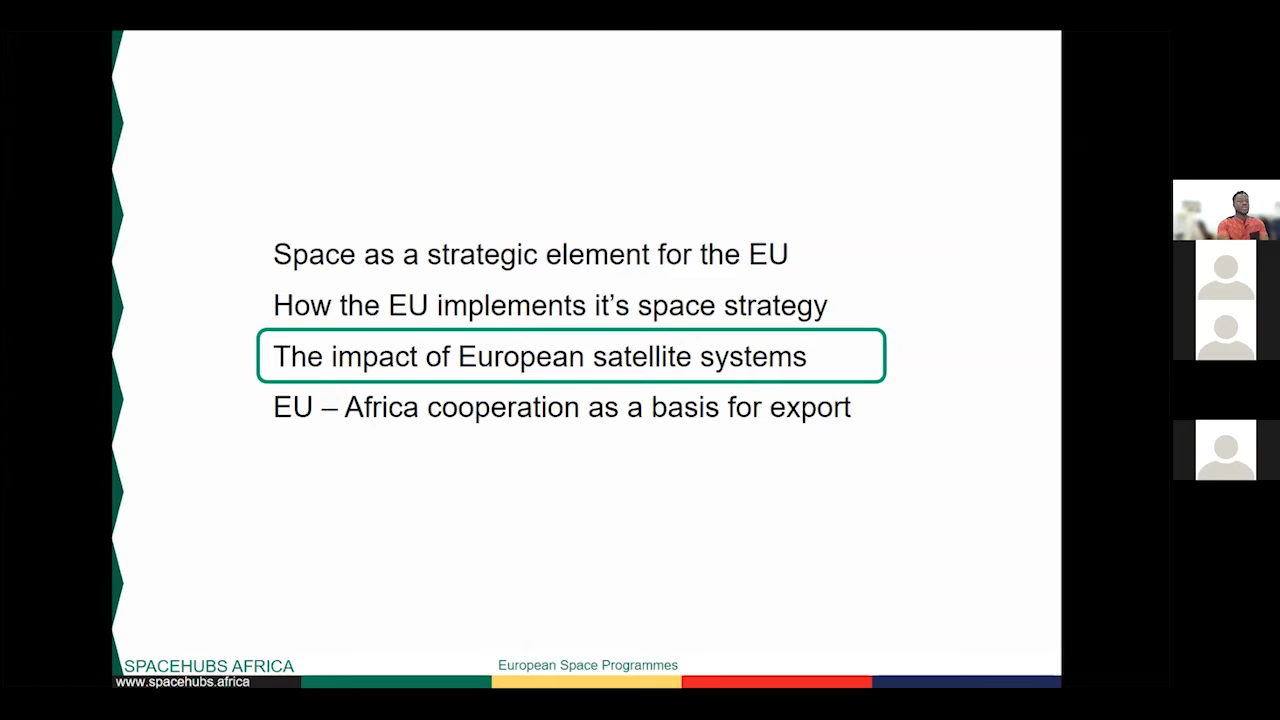 Space as a strategic element for the EU
How the EU implements it’s space strategy
The impact of European satellite systems
EU – Africa cooperation as a basis for export
SPACEHUBS AFRICA
European Space Programmes
www.spacehubs.africa